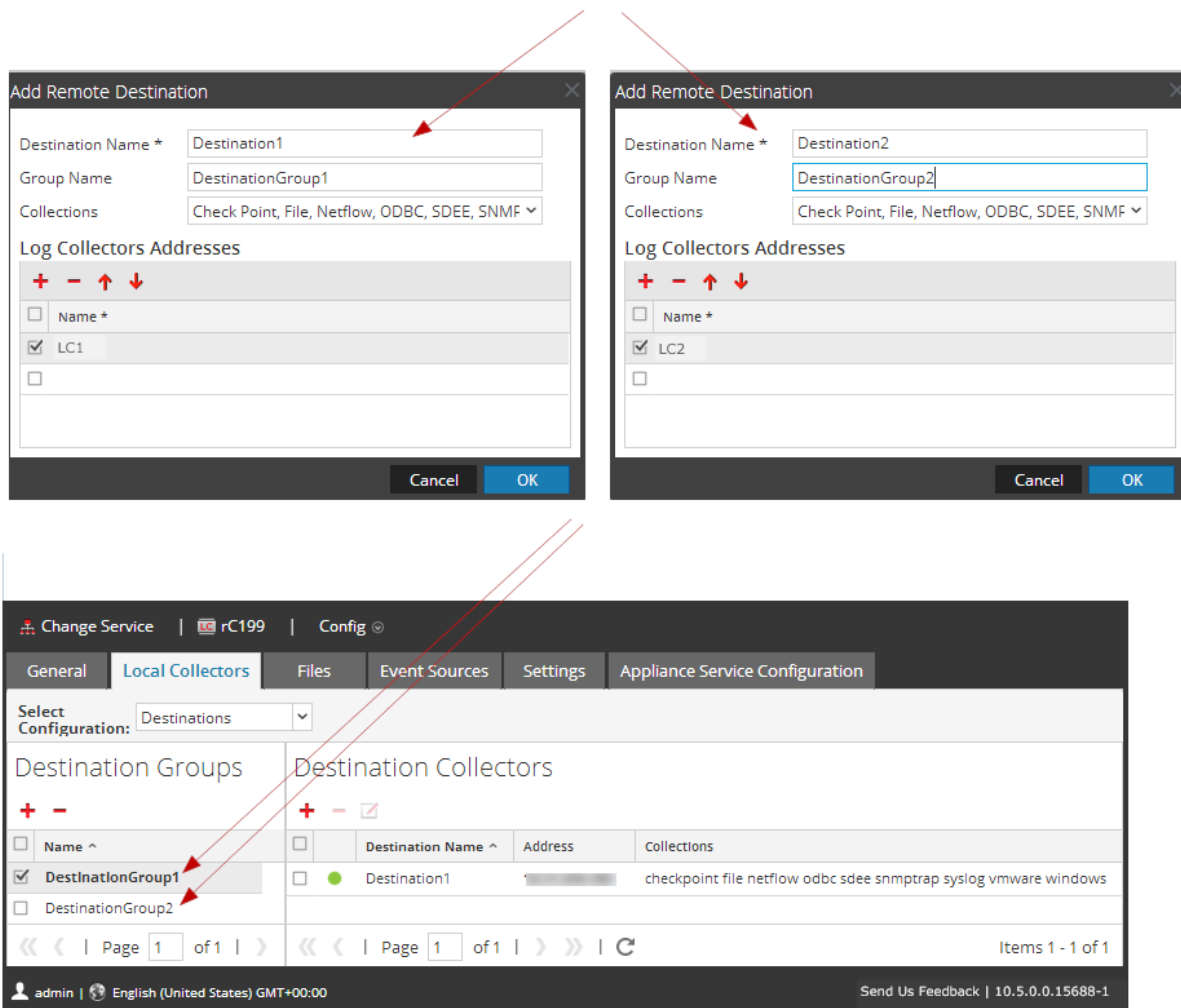 Add Remote Destination
Destination Name * Destination1
Group Name DestinationGroup1
Collections Check Point, File, Netflow, ODBC, SDEE, SNMP
Log Collectors Addresses
Name *
LC1
Cancel OK
Add Remote Destination
Destination Name * Destination2
Group Name DestinationGroup2
Collections Check Point, File, Netflow, ODBC, SDEE, SNMP
Log Collectors Addresses
Name *
LC2
Cancel OK
Change Service | LC rC199 | Config
General Local Collectors Files Event Sources Settings Appliance Service Configuration
Select
Configuration: Destinations
Destination Groups
Name
DestinationGroup1
DestinationGroup2
Page 1 of 1
Destination Collectors
Destination Name Address Collections
Destination1 checkpoint file netflow odbc sdee snmptrap syslog vmware windows
Page 1 of 1 Items 1 - 1 of 1
admin | English (United States) GMT+00:00 Send Us Feedback | 10.5.0.0.15688-1